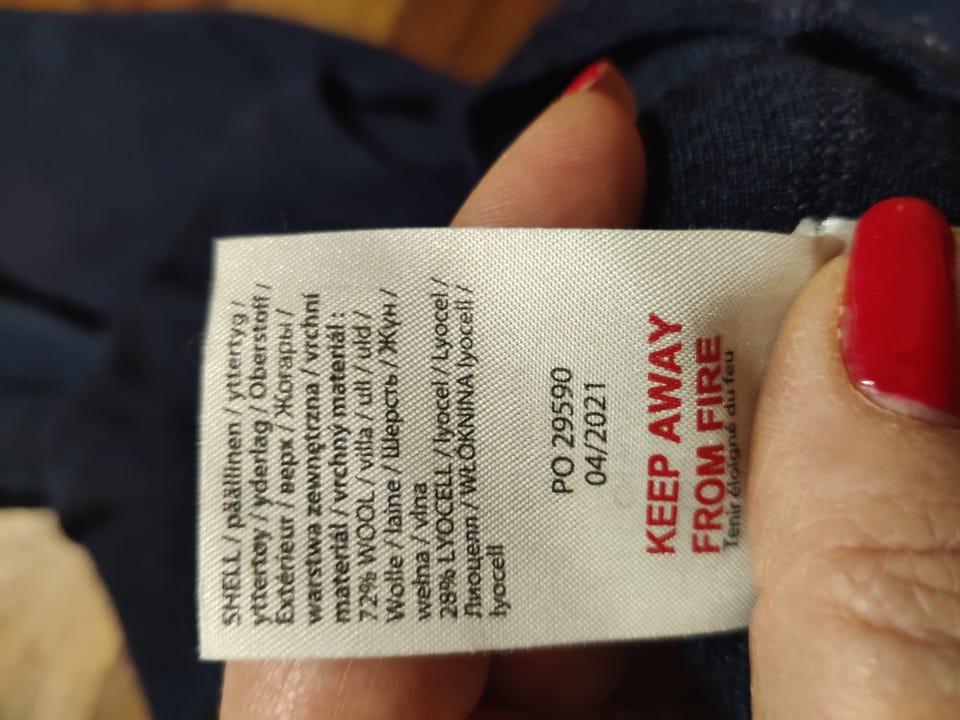 SHELL / päällinen / yttertyg /
yttertøy / yderlag / Oberstoff /
Extérieur / верх / Жоғары /
warstwa zewnętrzna / vrchní
materiál / vrchný materiál :
72% WOOL / villa / ull / uld /
Wolle / laine / Шерсть / Жүн /
wełna / vlna
28% LYOCELL / lyocel / Lyocel /
Лиоцелл / WŁÓKNINA lyocell /
lyocell
PO 29590
04/2021
KEEP AWAY
FROM FIRE
Tenir éloigné du feu